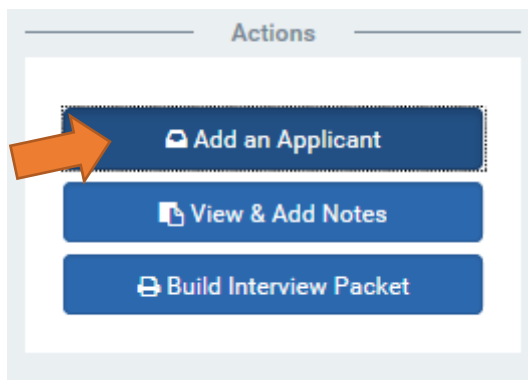 Actions
Add an Applicant
View & Add Notes
Build Interview Packet